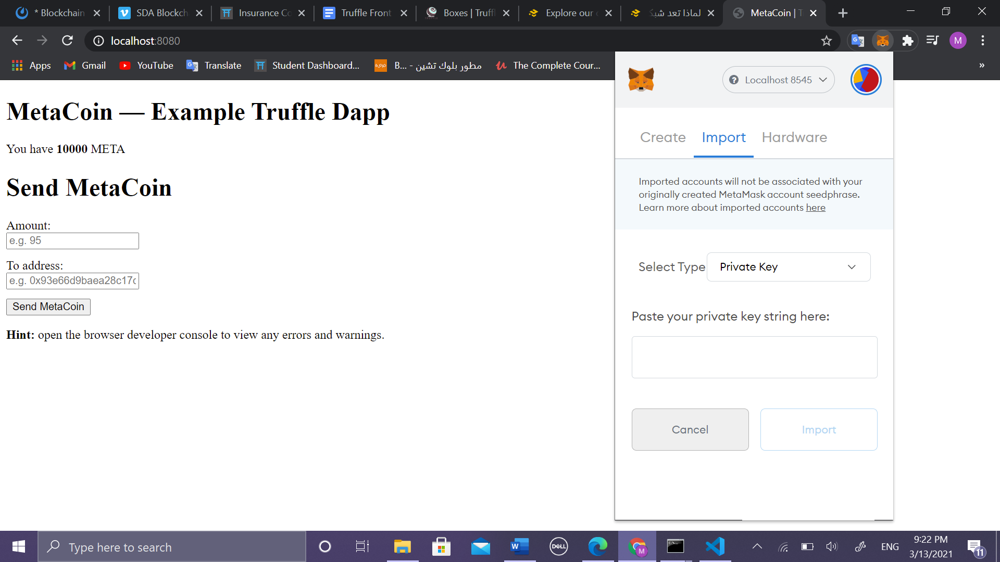 * Blockchain
SDA Blockch
Insurance Co
Truffle Front
Boxes | Truffl
Explore our
لماذا تعد شبك
MetaCoin | T
localhost:8080
M
Apps
Gmail
YouTube
Translate
Student Dashboard...
B... - مطور بلوك تشين
The Complete Cour...
»
MetaCoin — Example Truffle Dapp
You have 10000 META
Send MetaCoin
Amount:
e.g. 95
To address:
e.g. 0x93e66d9baea28c17c
Send MetaCoin
Hint: open the browser developer console to view any errors and warnings.
Localhost 8545
Create
Import
Hardware
Imported accounts will not be associated with your
originally created MetaMask account seedphrase.
Learn more about imported accounts here
Select Type
Private Key
Paste your private key string here:
Cancel
Import
Type here to search
DELL
M
ENG
9:22 PM
3/13/2021
11